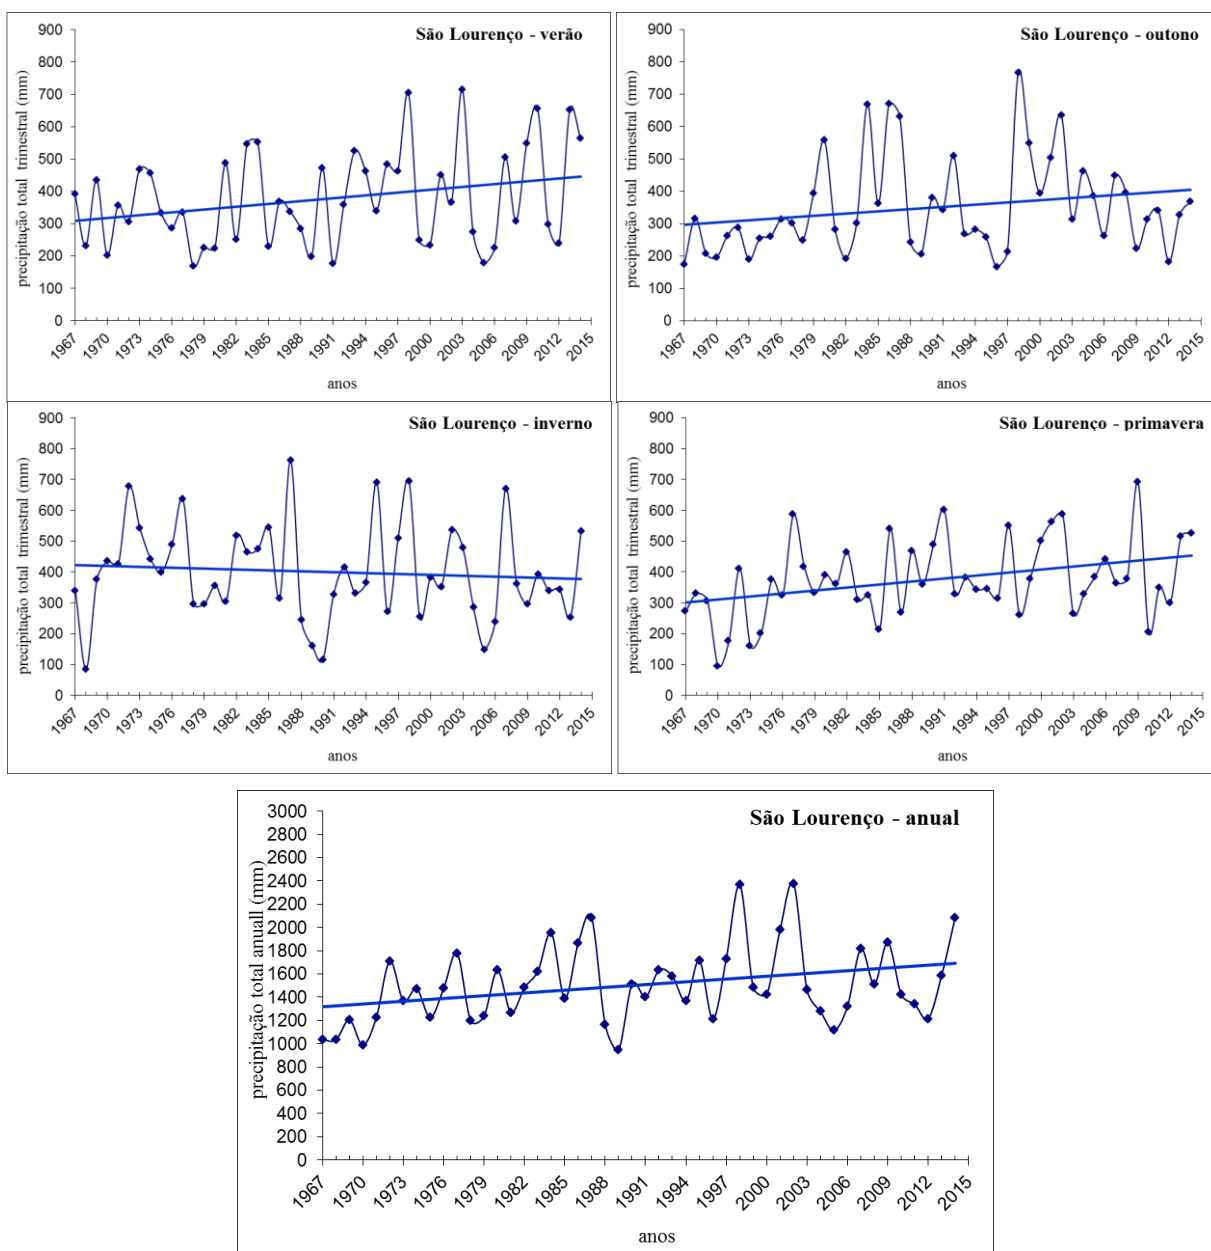 São Lourenço - verão
precipitação total trimestral (mm)
900
800
700
600
500
400
300
200
100
0
1967 1970 1973 1976 1979 1982 1985 1988 1991 1994 1997 2000 2003 2006 2009 2012 2015
anos
São Lourenço - outono
precipitação total trimestral (mm)
900
800
700
600
500
400
300
200
100
0
1967 1970 1973 1976 1979 1982 1985 1988 1991 1994 1997 2000 2003 2006 2009 2012 2015
anos
São Lourenço - inverno
precipitação total trimestral (mm)
900
800
700
600
500
400
300
200
100
0
1967 1970 1973 1976 1979 1982 1985 1988 1991 1994 1997 2000 2003 2006 2009 2012 2015
anos
São Lourenço - primavera
precipitação total trimestral (mm)
900
800
700
600
500
400
300
200
100
0
1967 1970 1973 1976 1979 1982 1985 1988 1991 1994 1997 2000 2003 2006 2009 2012 2015
anos
São Lourenço - anual
precipitação total anuall (mm)
3000
2800
2600
2400
2200
2000
1800
1600
1400
1200
1000
800
600
400
200
0
1967 1970 1973 1976 1979 1982 1985 1988 1991 1994 1997 2000 2003 2006 2009 2012 2015
anos